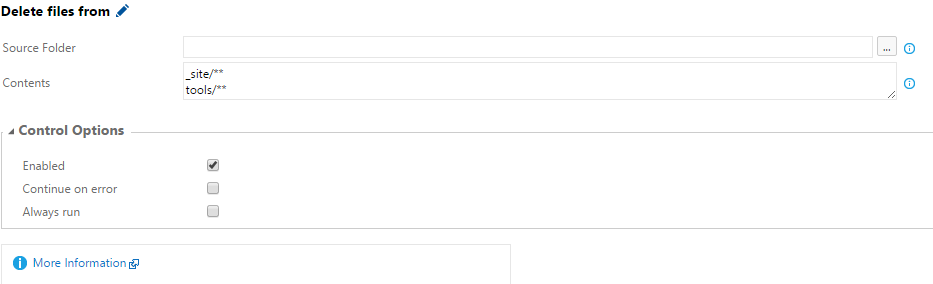 Delete files from
Source Folder
...
Contents
_site/**
tools/**
Control Options
Enabled
Continue on error
Always run
More Information